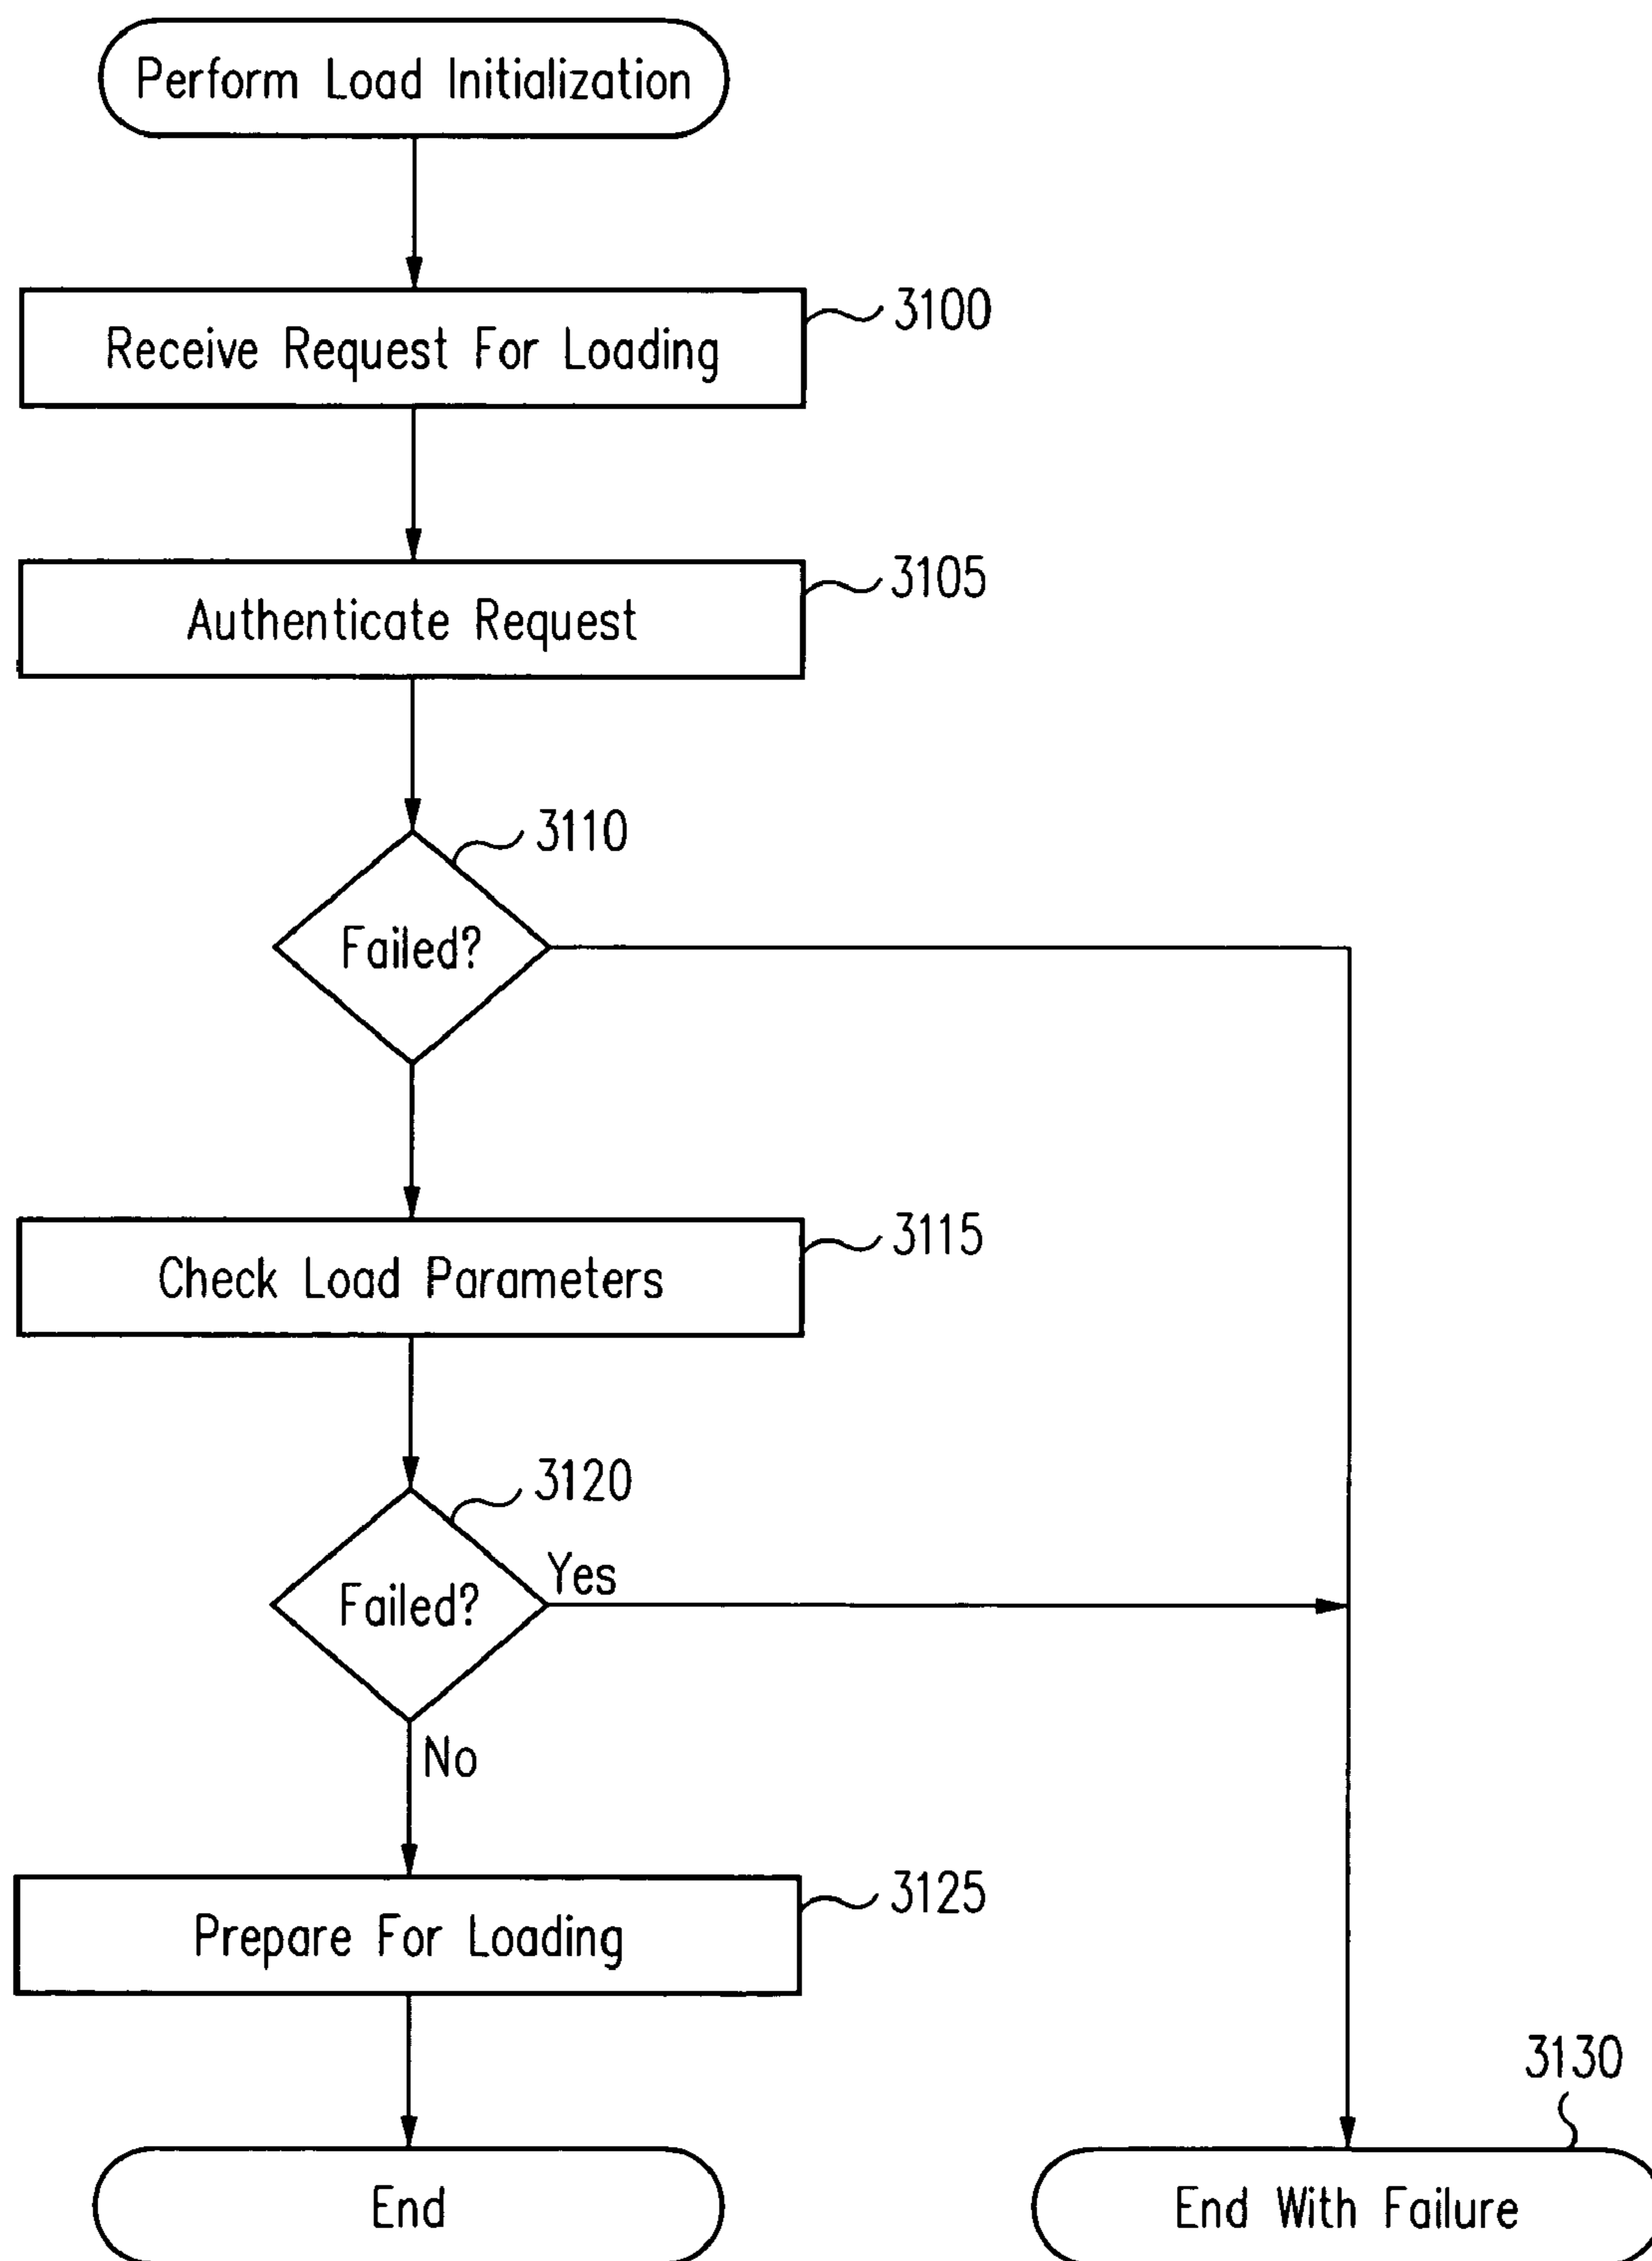 Perform Load Initialization
3100
Receive Request For Loading
3105
Authenticate Request
3110
Failed?
3115
Check Load Parameters
3120
Yes
Failed?
No
3125
Prepare For Loading
3130
End
End With Failure